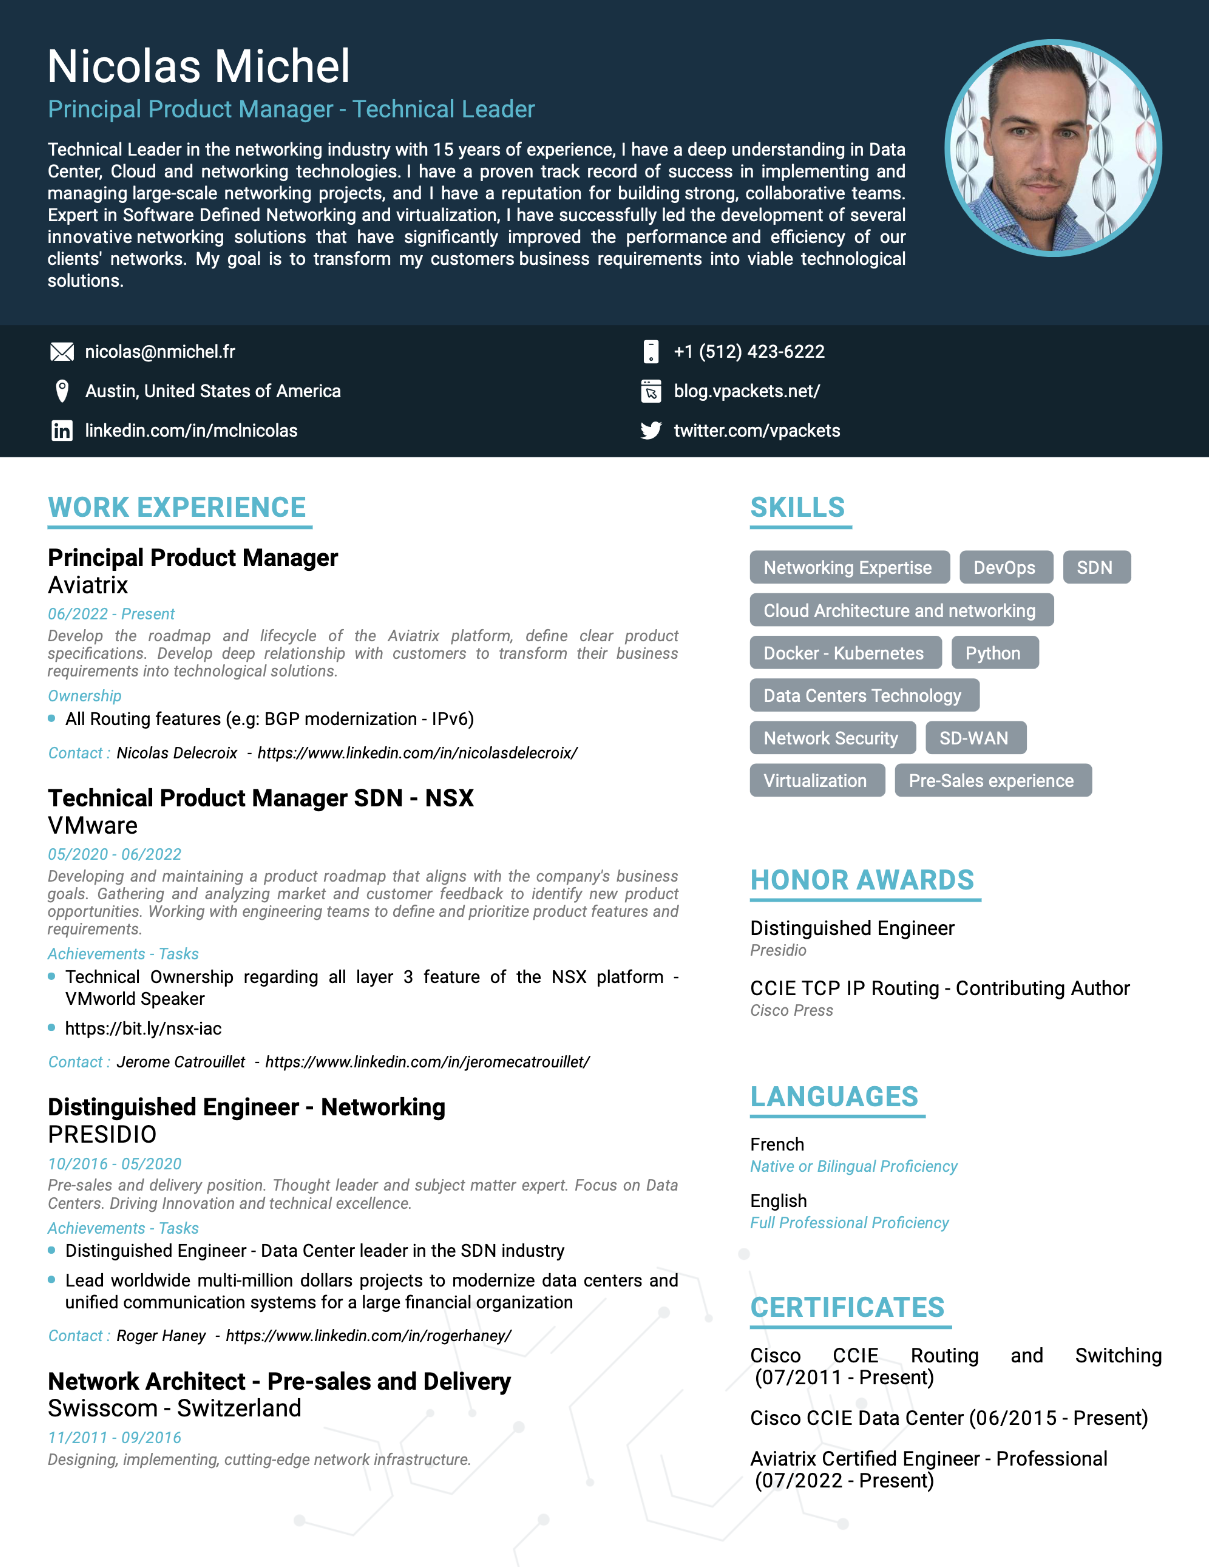 Nicolas Michel
Principal Product Manager - Technical Leader
Technical Leader in the networking industry with 15 years of experience, I have a deep understanding in Data
Center, Cloud and networking technologies. I have a proven track record of success in implementing and
managing large-scale networking projects, and I have a reputation for building strong, collaborative teams.
Expert in Software Defined Networking and virtualization, I have successfully led the development of several
innovative networking solutions that have significantly improved the performance and efficiency of our
clients' networks. My goal is to transform my customers business requirements into viable technological
solutions.
nicolas@nmichel.fr
+1 (512) 423-6222
Austin, United States of America
blog.vpackets.net/
linkedin.com/in/mclnicolas
twitter.com/vpackets
WORK EXPERIENCE
Principal Product Manager
Aviatrix
06/2022 - Present
Develop the roadmap and lifecycle of the Aviatrix platform, define clear product
specifications. Develop deep relationship with customers to transform their business
requirements into technological solutions.
Ownership
All Routing features (e.g: BGP modernization - IPv6)
Contact : Nicolas Delecroix - https://www.linkedin.com/in/nicolasdelecroix/
Technical Product Manager SDN - NSX
VMware
05/2020 - 06/2022
Developing and maintaining a product roadmap that aligns with the company's business
goals. Gathering and analyzing market and customer feedback to identify new product
opportunities. Working with engineering teams to define and prioritize product features and
requirements.
Achievements - Tasks
Technical Ownership regarding all layer 3 feature of the NSX platform -
VMworld Speaker
https://bit.ly/nsx-iac
Contact : Jerome Catrouillet - https://www.linkedin.com/in/jeromecatrouillet/
Distinguished Engineer - Networking
PRESIDIO
10/2016 - 05/2020
Pre-sales and delivery position. Thought leader and subject matter expert. Focus on Data
Centers. Driving Innovation and technical excellence.
Achievements - Tasks
Distinguished Engineer - Data Center leader in the SDN industry
Lead worldwide multi-million dollars projects to modernize data centers and
unified communication systems for a large financial organization
Contact : Roger Haney - https://www.linkedin.com/in/rogerhaney/
Network Architect - Pre-sales and Delivery
Swisscom - Switzerland
11/2011 - 09/2016
Designing, implementing, cutting-edge network infrastructure.
SKILLS
Networking Expertise DevOps SDN
Cloud Architecture and networking
Docker - Kubernetes Python
Data Centers Technology
Network Security SD-WAN
Virtualization Pre-Sales experience
HONOR AWARDS
Distinguished Engineer
Presidio
CCIE TCP IP Routing - Contributing Author
Cisco Press
LANGUAGES
French
Native or Bilingual Proficiency
English
Full Professional Proficiency
CERTIFICATES
Cisco CCIE Routing and Switching
(07/2011 - Present)
Cisco CCIE Data Center (06/2015 - Present)
Aviatrix Certified Engineer - Professional
(07/2022 - Present)